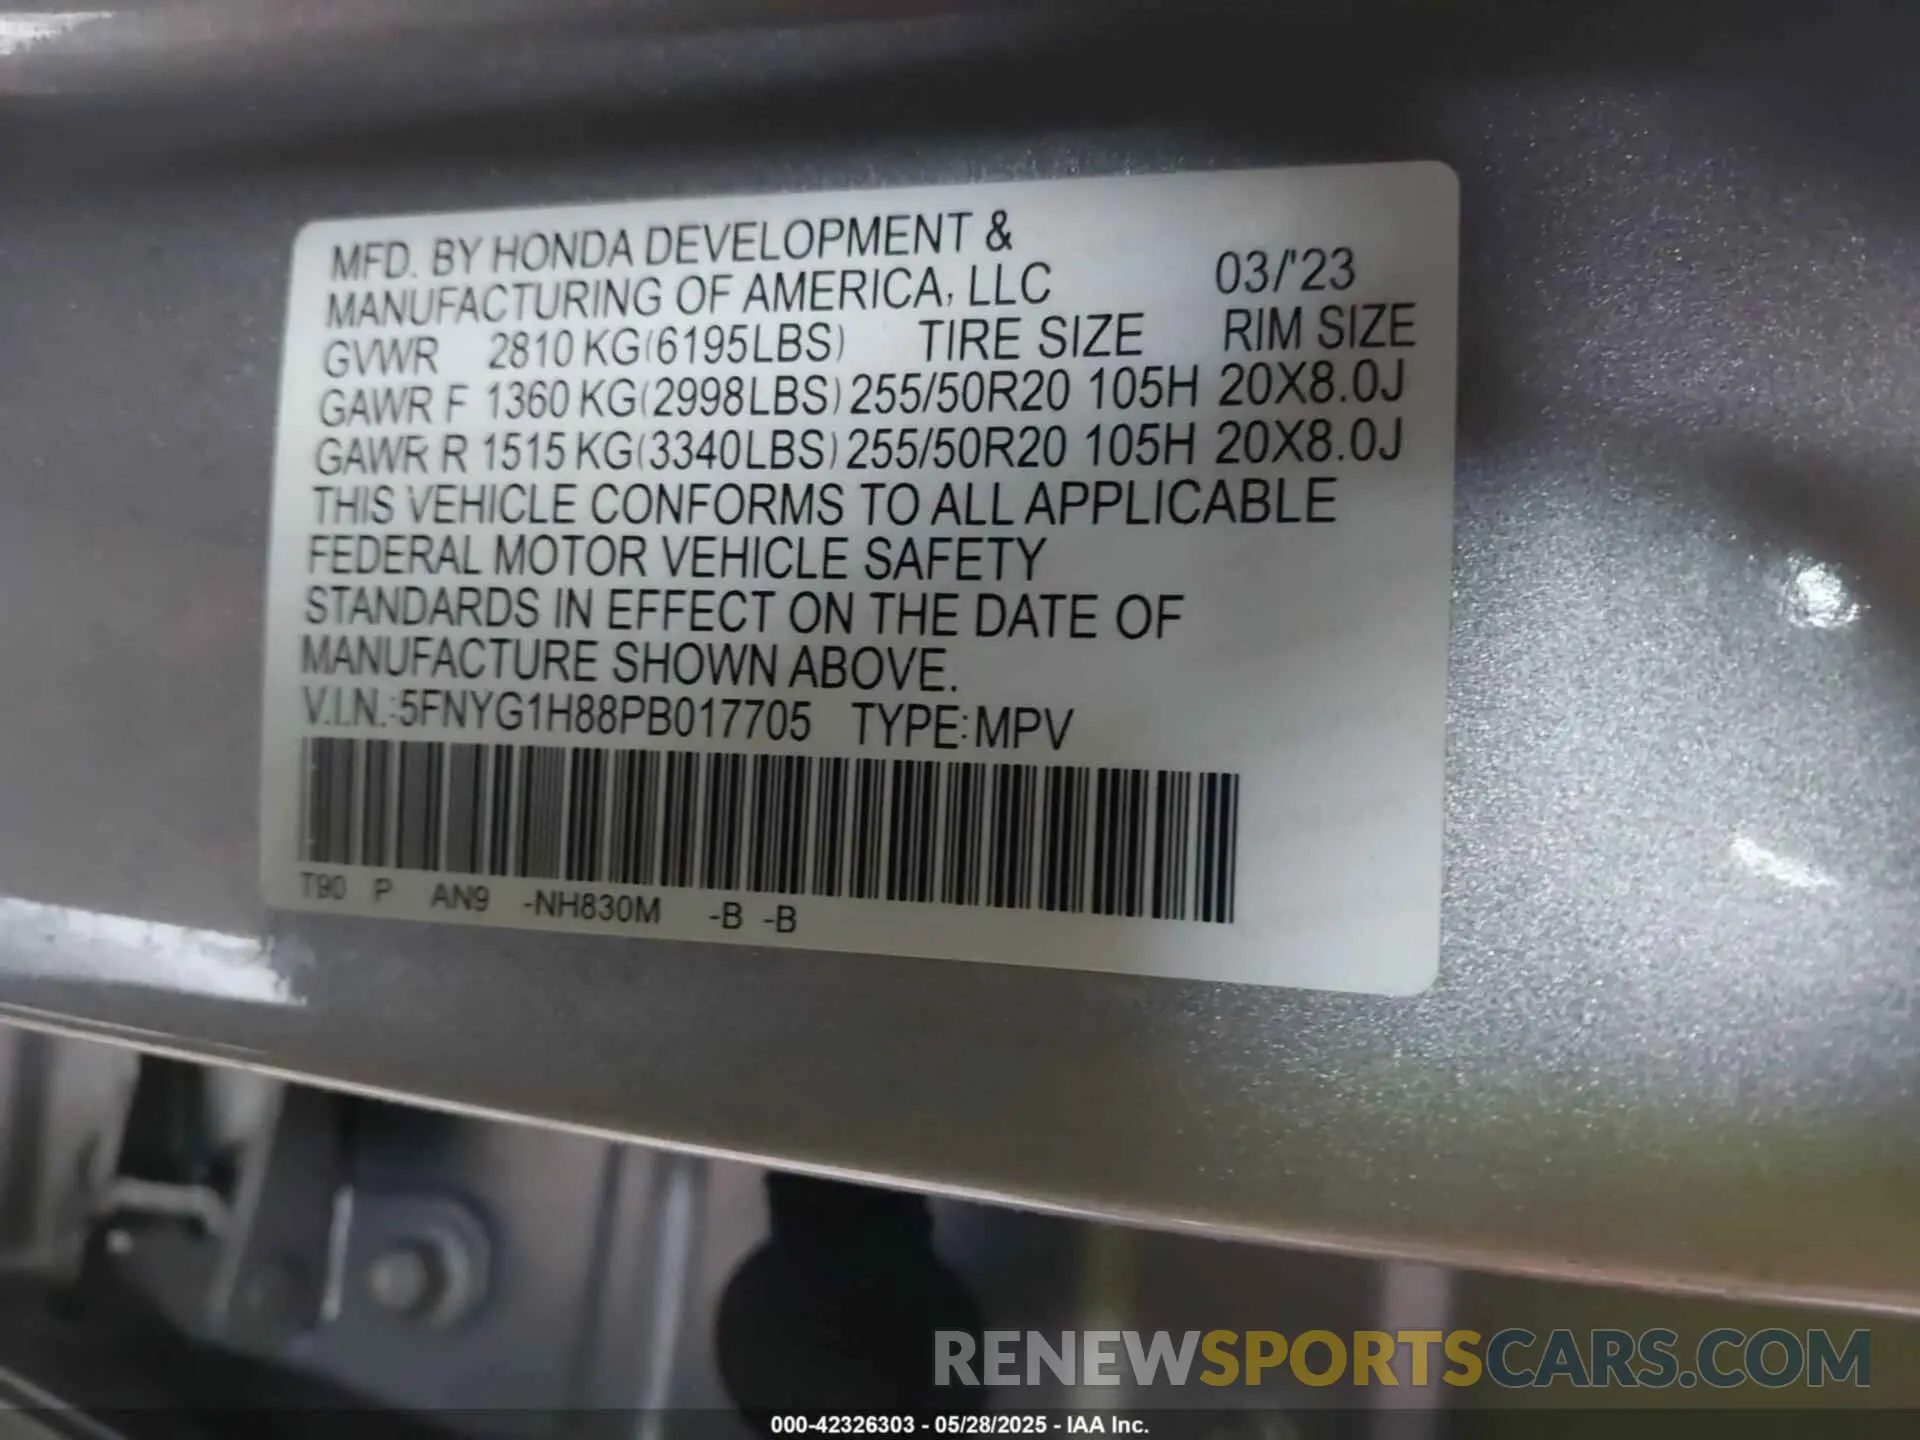 MFD. BY HONDA DEVELOPMENT &
MANUFACTURING OF AMERICA, LLC 03/'23
GVWR 2810 KG(6195LBS) TIRE SIZE RIM SIZE
GAWR F 1360 KG(2998LBS) 255/50R20 105H 20X8.0J
GAWR R 1515 KG(3340LBS) 255/50R20 105H 20X8.0J
THIS VEHICLE CONFORMS TO ALL APPLICABLE
FEDERAL MOTOR VEHICLE SAFETY
STANDARDS IN EFFECT ON THE DATE OF
MANUFACTURE SHOWN ABOVE.
V.I.N.:5FNYG1H88PB017705 TYPE:MPV
T90 P AN9 -NH830M -B -B
RENEWSPORTSCARS.COM
000-42326303 - 05/28/2025 - IAA Inc.